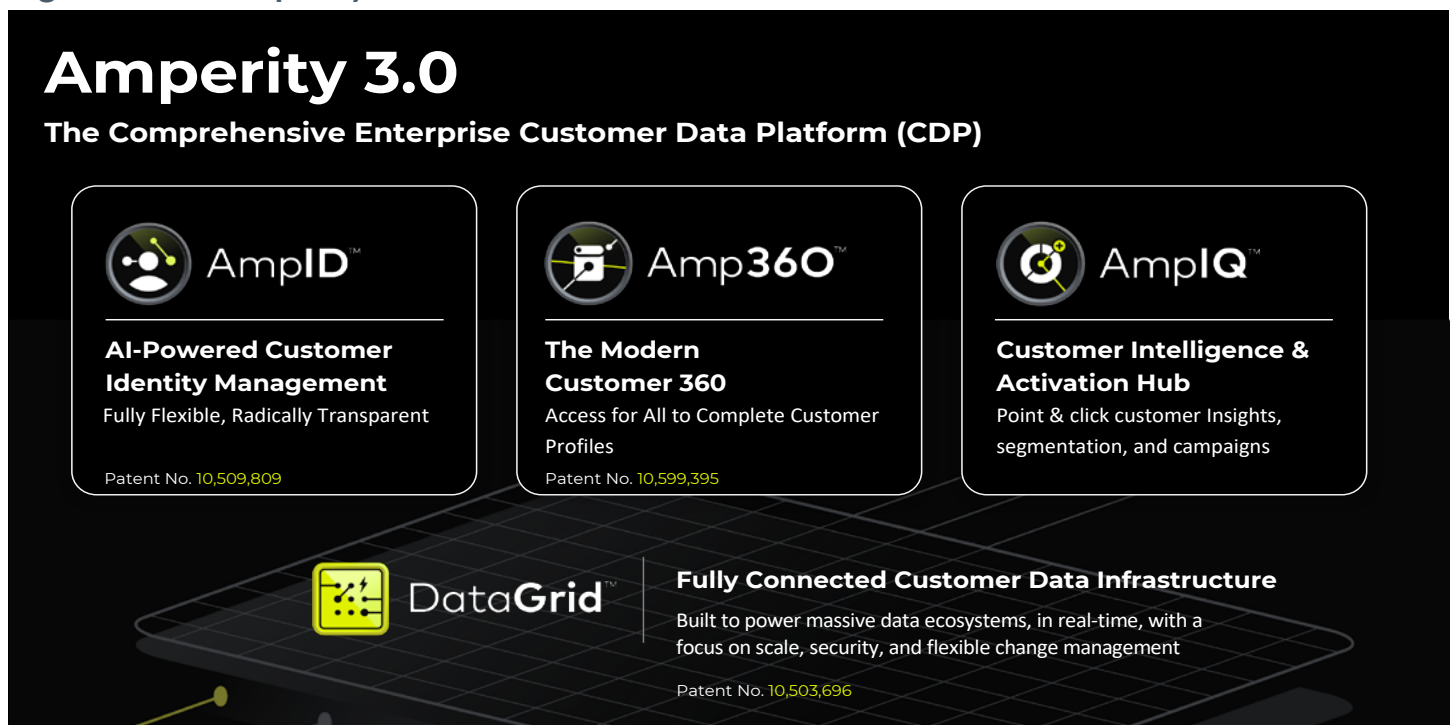 Amperity 3.0
The Comprehensive Enterprise Customer Data Platform (CDP)
AmpID™
AI-Powered Customer
Identity Management
Fully Flexible, Radically Transparent
Patent No. 10,509,809
Amp360™
The Modern
Customer 360
Access for All to Complete Customer
Profiles
Patent No. 10,599,395
AmpIQ™
Customer Intelligence &
Activation Hub
Point & click customer Insights,
segmentation, and campaigns
DataGrid™
Fully Connected Customer Data Infrastructure
Built to power massive data ecosystems, in real-time, with a
focus on scale, security, and flexible change management
Patent No. 10,503,696